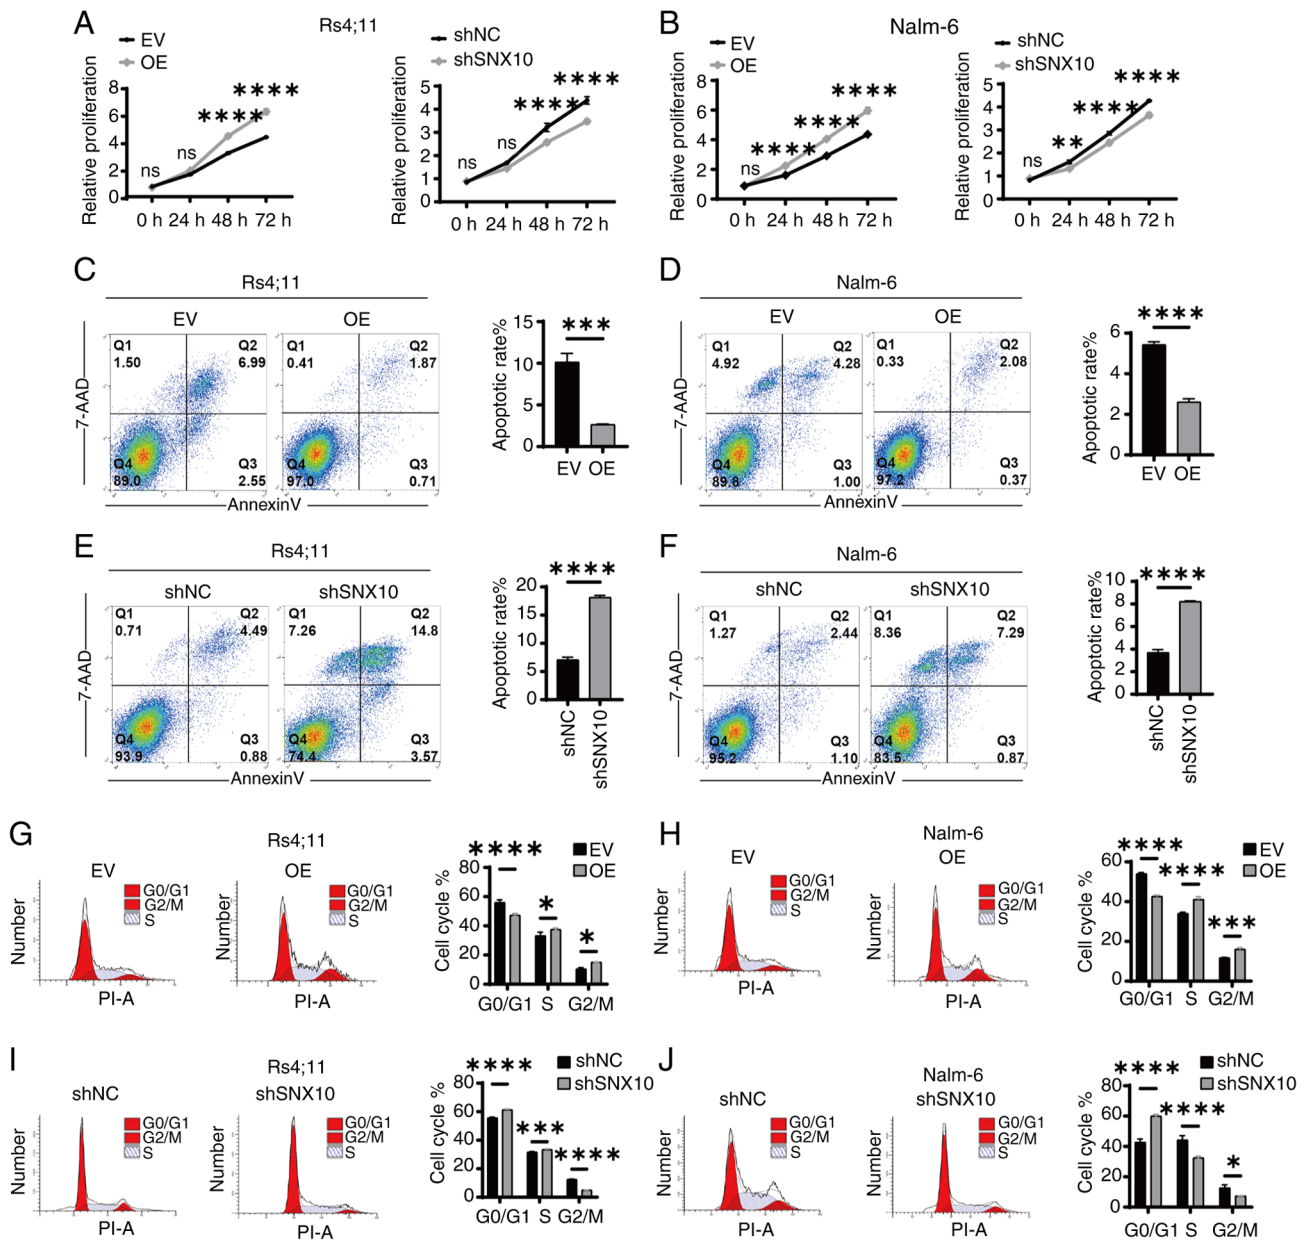 A
Rs4;11
EV
OE
Relative proliferation
8
6
4
2
0
ns
ns
****
****
0 h 24 h 48 h 72 h
shNC
shSNX10
Relative proliferation
5
4
3
2
1
0
ns
ns
****
****
0 h 24 h 48 h 72 h
B
Nalm-6
EV
OE
Relative proliferation
8
6
4
2
0
ns
****
****
****
0 h 24 h 48 h 72 h
shNC
shSNX10
Relative proliferation
5
4
3
2
1
0
ns
**
****
****
0 h 24 h 48 h 72 h
C
Rs4;11
EV
OE
7-AAD
Q1
1.50
Q2
6.99
Q4
89.0
Q3
2.55
Q1
0.41
Q2
1.87
Q4
97.0
Q3
0.71
AnnexinV
Apoptotic rate%
15
10
5
0
***
EV OE
D
Nalm-6
EV
OE
7-AAD
Q1
4.92
Q2
4.28
Q4
89.8
Q3
1.00
Q1
0.33
Q2
2.08
Q4
97.2
Q3
0.37
AnnexinV
Apoptotic rate%
6
4
2
0
****
EV OE
E
Rs4;11
shNC
shSNX10
7-AAD
Q1
0.71
Q2
4.49
Q4
93.9
Q3
0.88
Q1
7.26
Q2
14.8
Q4
74.4
Q3
3.57
AnnexinV
Apoptotic rate%
20
15
10
5
0
****
shNC
shSNX10
F
Nalm-6
shNC
shSNX10
7-AAD
Q1
1.27
Q2
2.44
Q4
95.2
Q3
1.10
Q1
8.36
Q2
7.29
Q4
83.5
Q3
0.87
AnnexinV
Apoptotic rate%
10
8
6
4
2
0
****
shNC
shSNX10
G
Rs4;11
EV
OE
Number
G0/G1
G2/M
S
PI-A
Number
G0/G1
G2/M
S
PI-A
Cell cycle %
80
60
40
20
0
****
*
*
EV
OE
G0/G1 S G2/M
H
Nalm-6
EV
OE
Number
G0/G1
G2/M
S
PI-A
Number
G0/G1
G2/M
S
PI-A
Cell cycle %
60
40
20
0
****
****
***
EV
OE
G0/G1 S G2/M
I
Rs4;11
shNC
shSNX10
Number
G0/G1
G2/M
S
PI-A
Number
G0/G1
G2/M
S
PI-A
Cell cycle %
80
60
40
20
0
****
***
****
shNC
shSNX10
G0/G1 S G2/M
J
Nalm-6
shNC
shSNX10
Number
G0/G1
G2/M
S
PI-A
Number
G0/G1
G2/M
S
PI-A
Cell cycle %
80
60
40
20
0
****
****
*
shNC
shSNX10
G0/G1 S G2/M